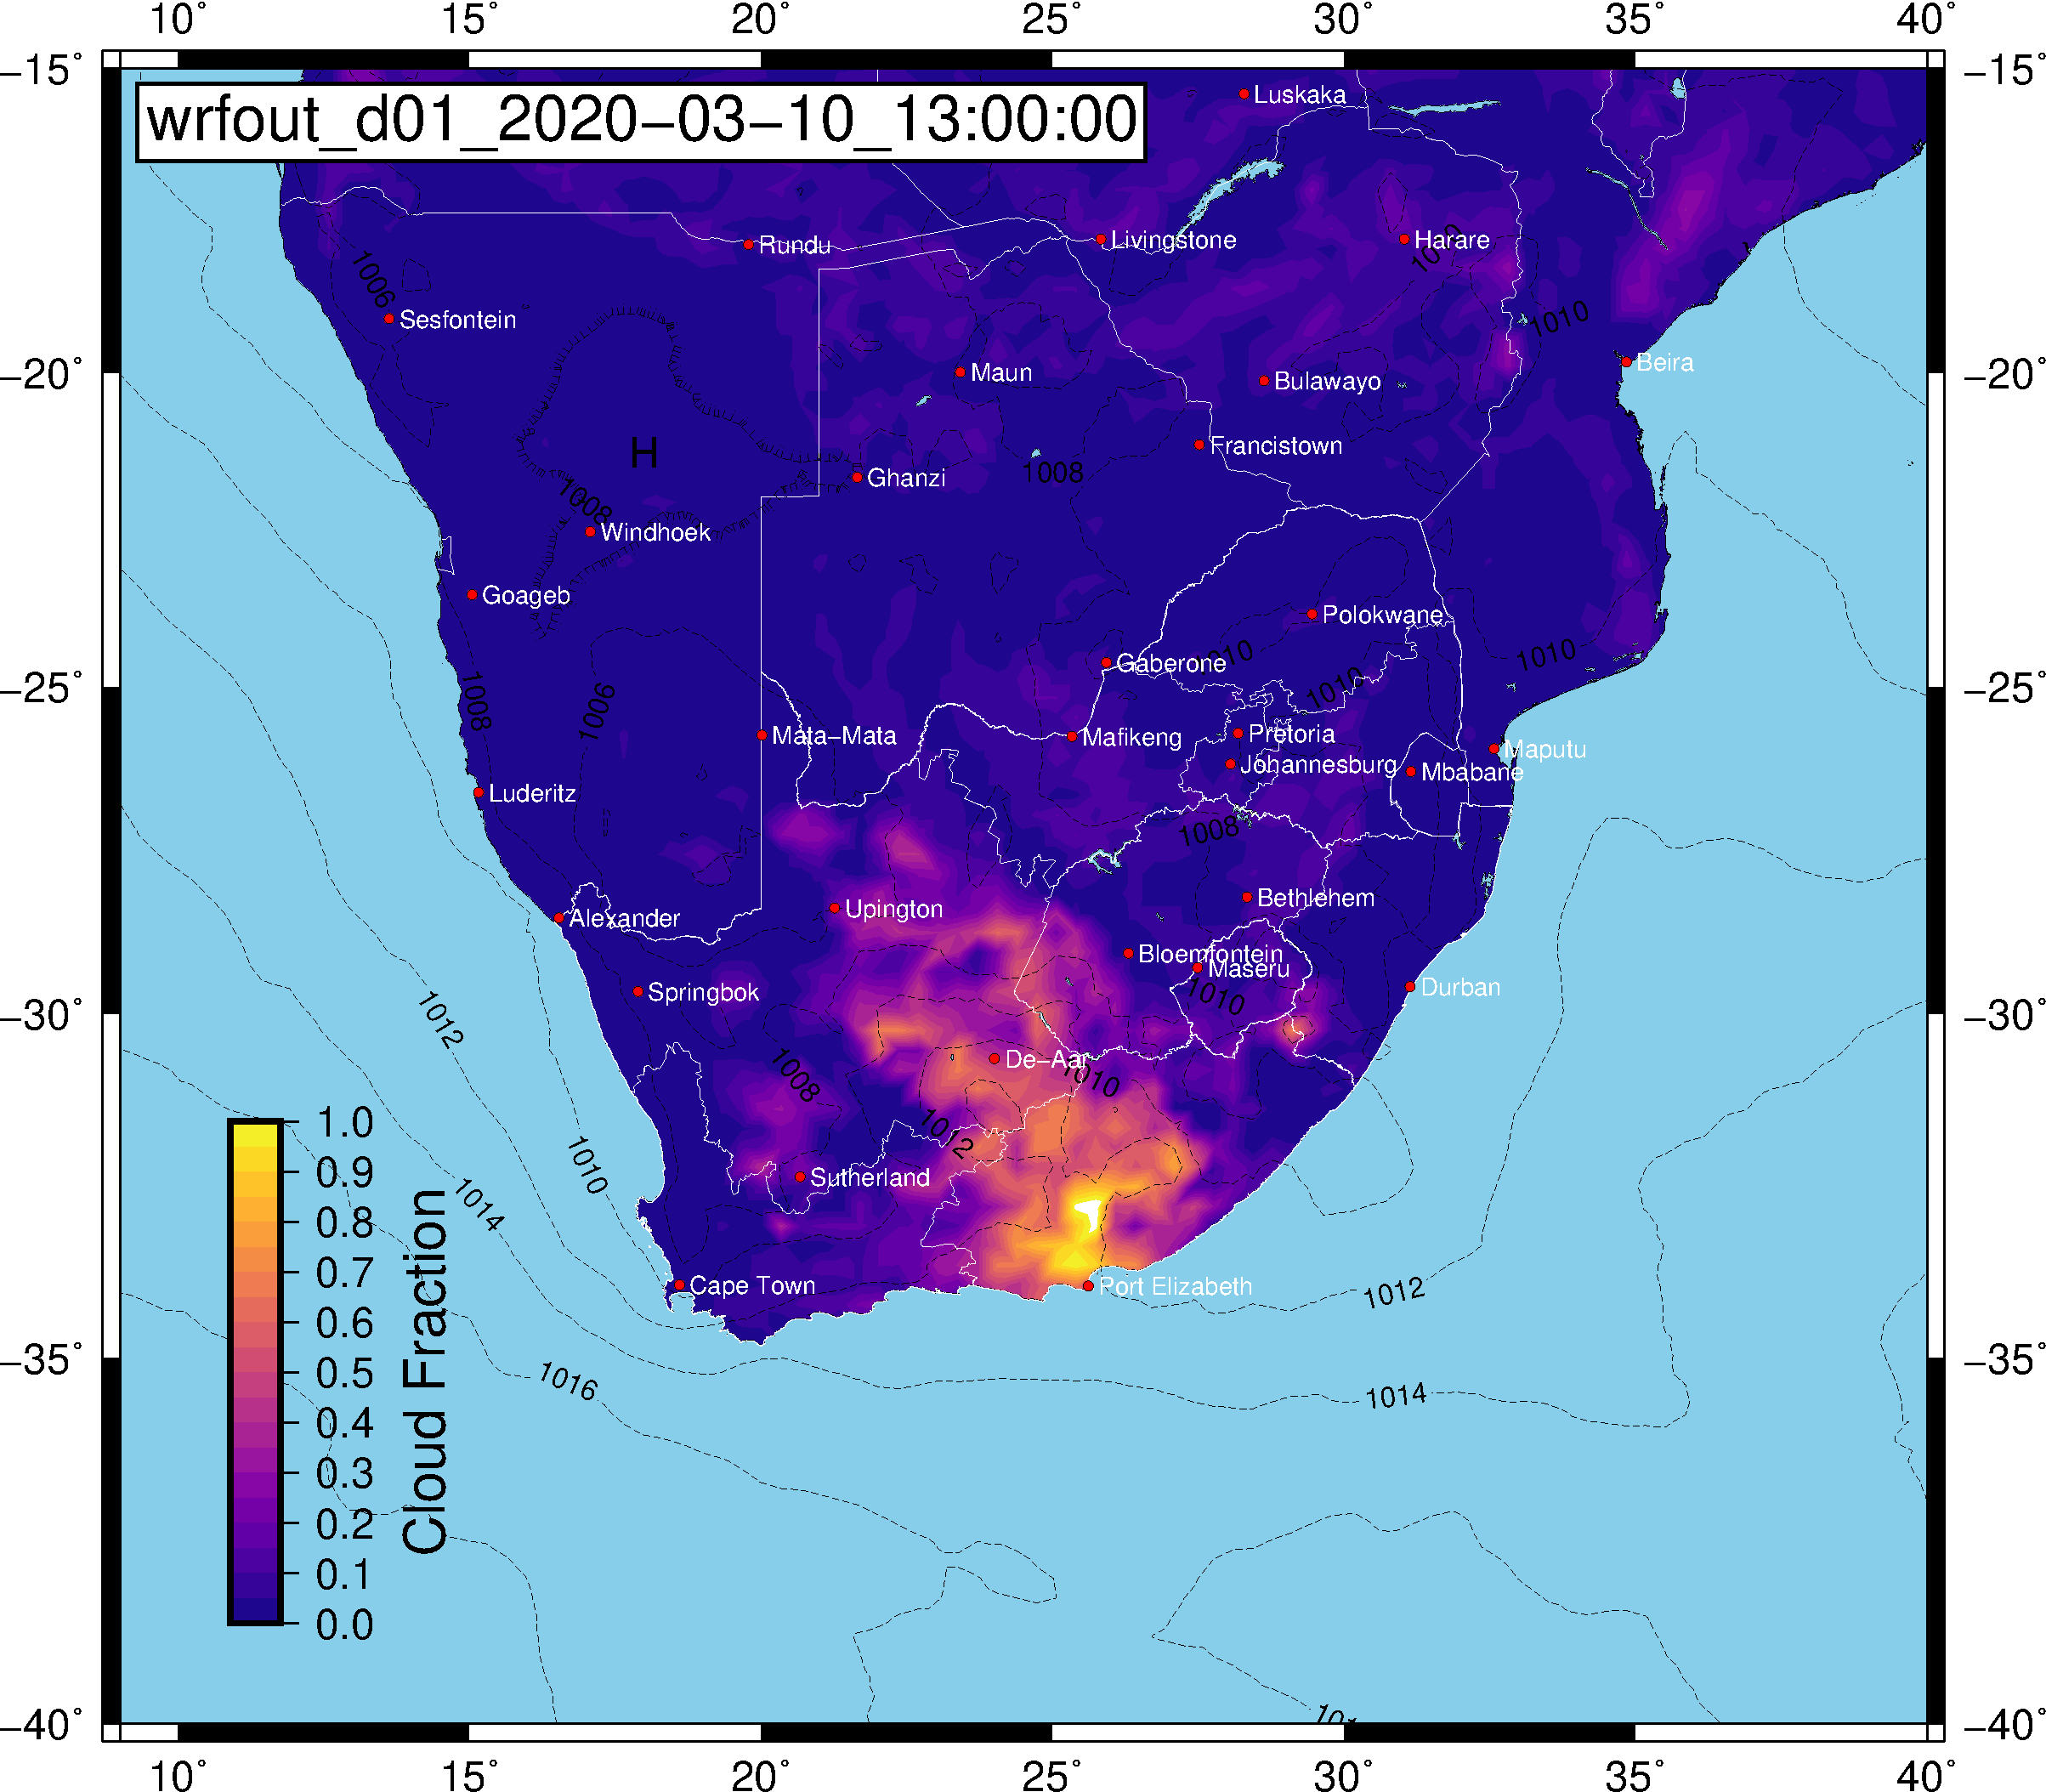 10° 15° 20° 25° 30° 35° 40°
−15° −15°
wrfout_d01_2020−03−10_13:00:00
Luskaka
Rundu
Livingstone
Harare
1010
1006
Sesfontein
1010
−20° −20°
Maun
Bulawayo
Beira
H
Francistown
1008
Ghanzi
1008
Windhoek
Goageb
Polokwane
Gaberone
1010
1010
1010
−25° −25°
1008
1006
Mata−Mata
Mafikeng
Pretoria
Johannesburg
Maputu
Mbabane
Luderitz
1008
Bethlehem
Upington
Alexander
Bloemfontein
Maseru
Springbok
1010
Durban
1012
−30° −30°
De−Aar
1010
1008
1012
1010
Sutherland
1014
Cape Town
Port Elizabeth
1012
−35° −35°
1016
1014
1.0
0.9
0.8
0.7
0.6
0.5
0.4
0.3
0.2
0.1
0.0
Cloud Fraction
−40° −40°
10° 15° 20° 25° 30° 35° 40°